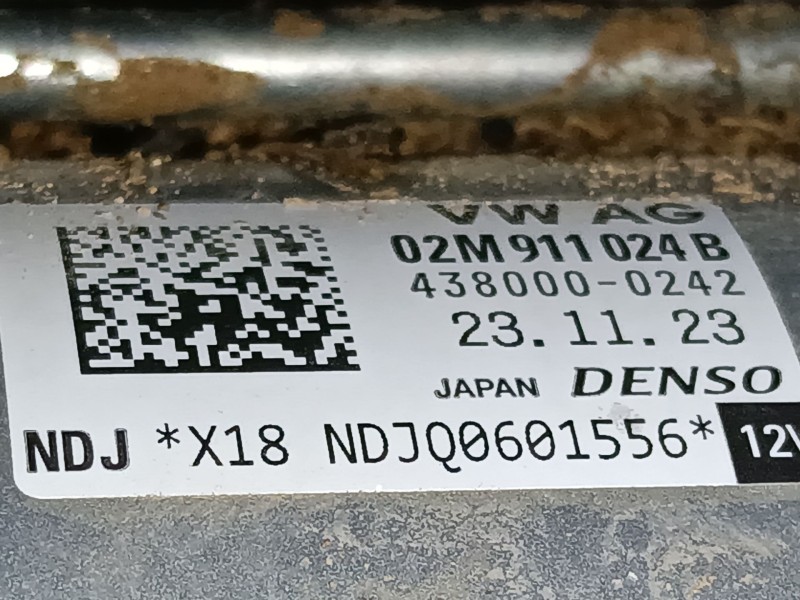 VW AG
02M 911 024 B
438000-0242
23.11.23
JAPAN DENSO
NDJ *X18 NDJQ0601556* 12V